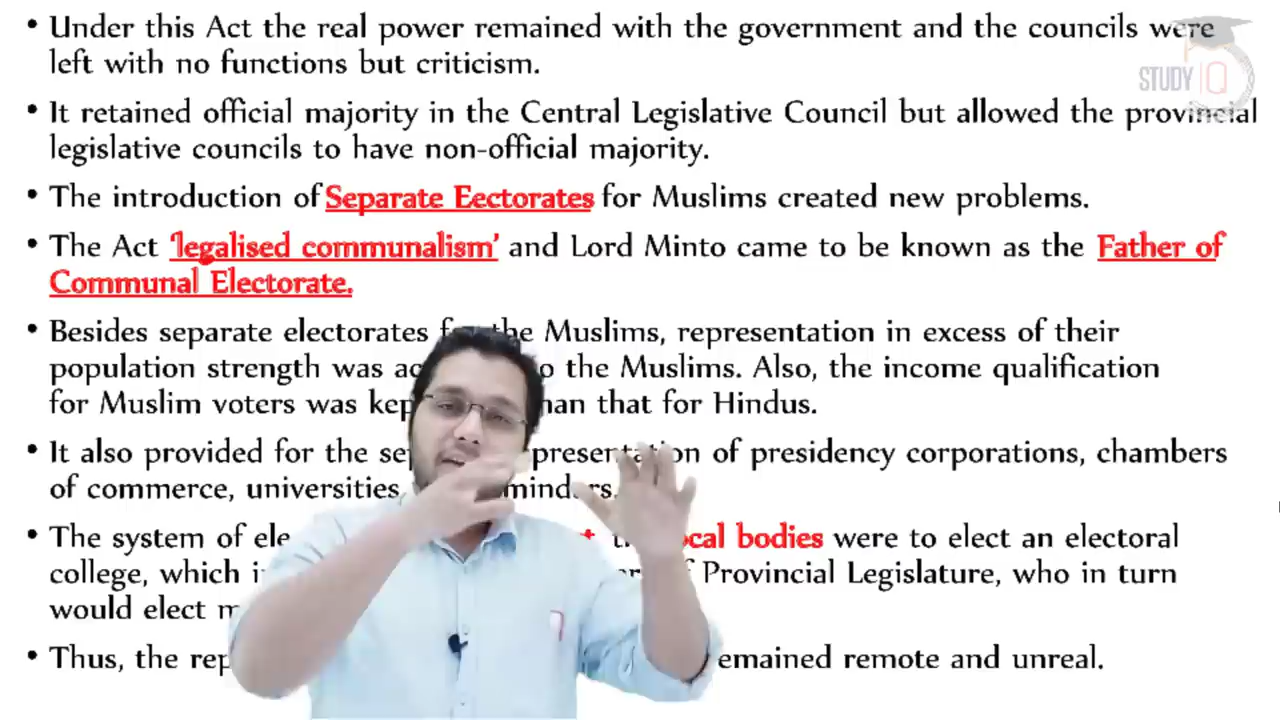 • Under this Act the real power remained with the government and the councils were
left with no functions but criticism.
STUDY IQ
• It retained official majority in the Central Legislative Council but allowed the provincial
legislative councils to have non-official majority.
• The introduction of Separate Eectorates for Muslims created new problems.
• The Act ‘legalised communalism’ and Lord Minto came to be known as the Father of
Communal Electorate.
• Besides separate electorates the Muslims, representation in excess of their
population strength was the Muslims. Also, the income qualification
for Muslim voters was that for Hindus.
• It also provided for the of presidency corporations, chambers
of commerce, universities
• The system of bodies were to elect an electoral
college, which Provincial Legislature, who in turn
would elect
• Thus, the remote and unreal.